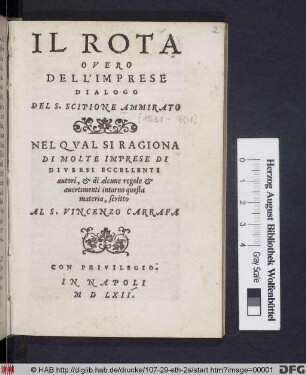 2
IL ROTA
OVERO
DELL'IMPRESE
DIALOGO
DEL S. SCIPIONE AMMIRATO
[1531-1601]
NEL QVAL SI RAGIONA
DI MOLTE IMPRESE DI
DIVERSI ECCELLENTI
autori, & di alcune regole &
auertimenti intorno questa
materia, scritto
AL S. VINCENZO CARRAFA
CON PRIVILEGIO.
IN NAPOLI
M D LXII.
Herzog August Bibliothek Wolfenbüttel
Gray Scale
© HAB http://diglib.hab.de/drucke/107-29-eth-2s/start.htm?image=00001
DFG